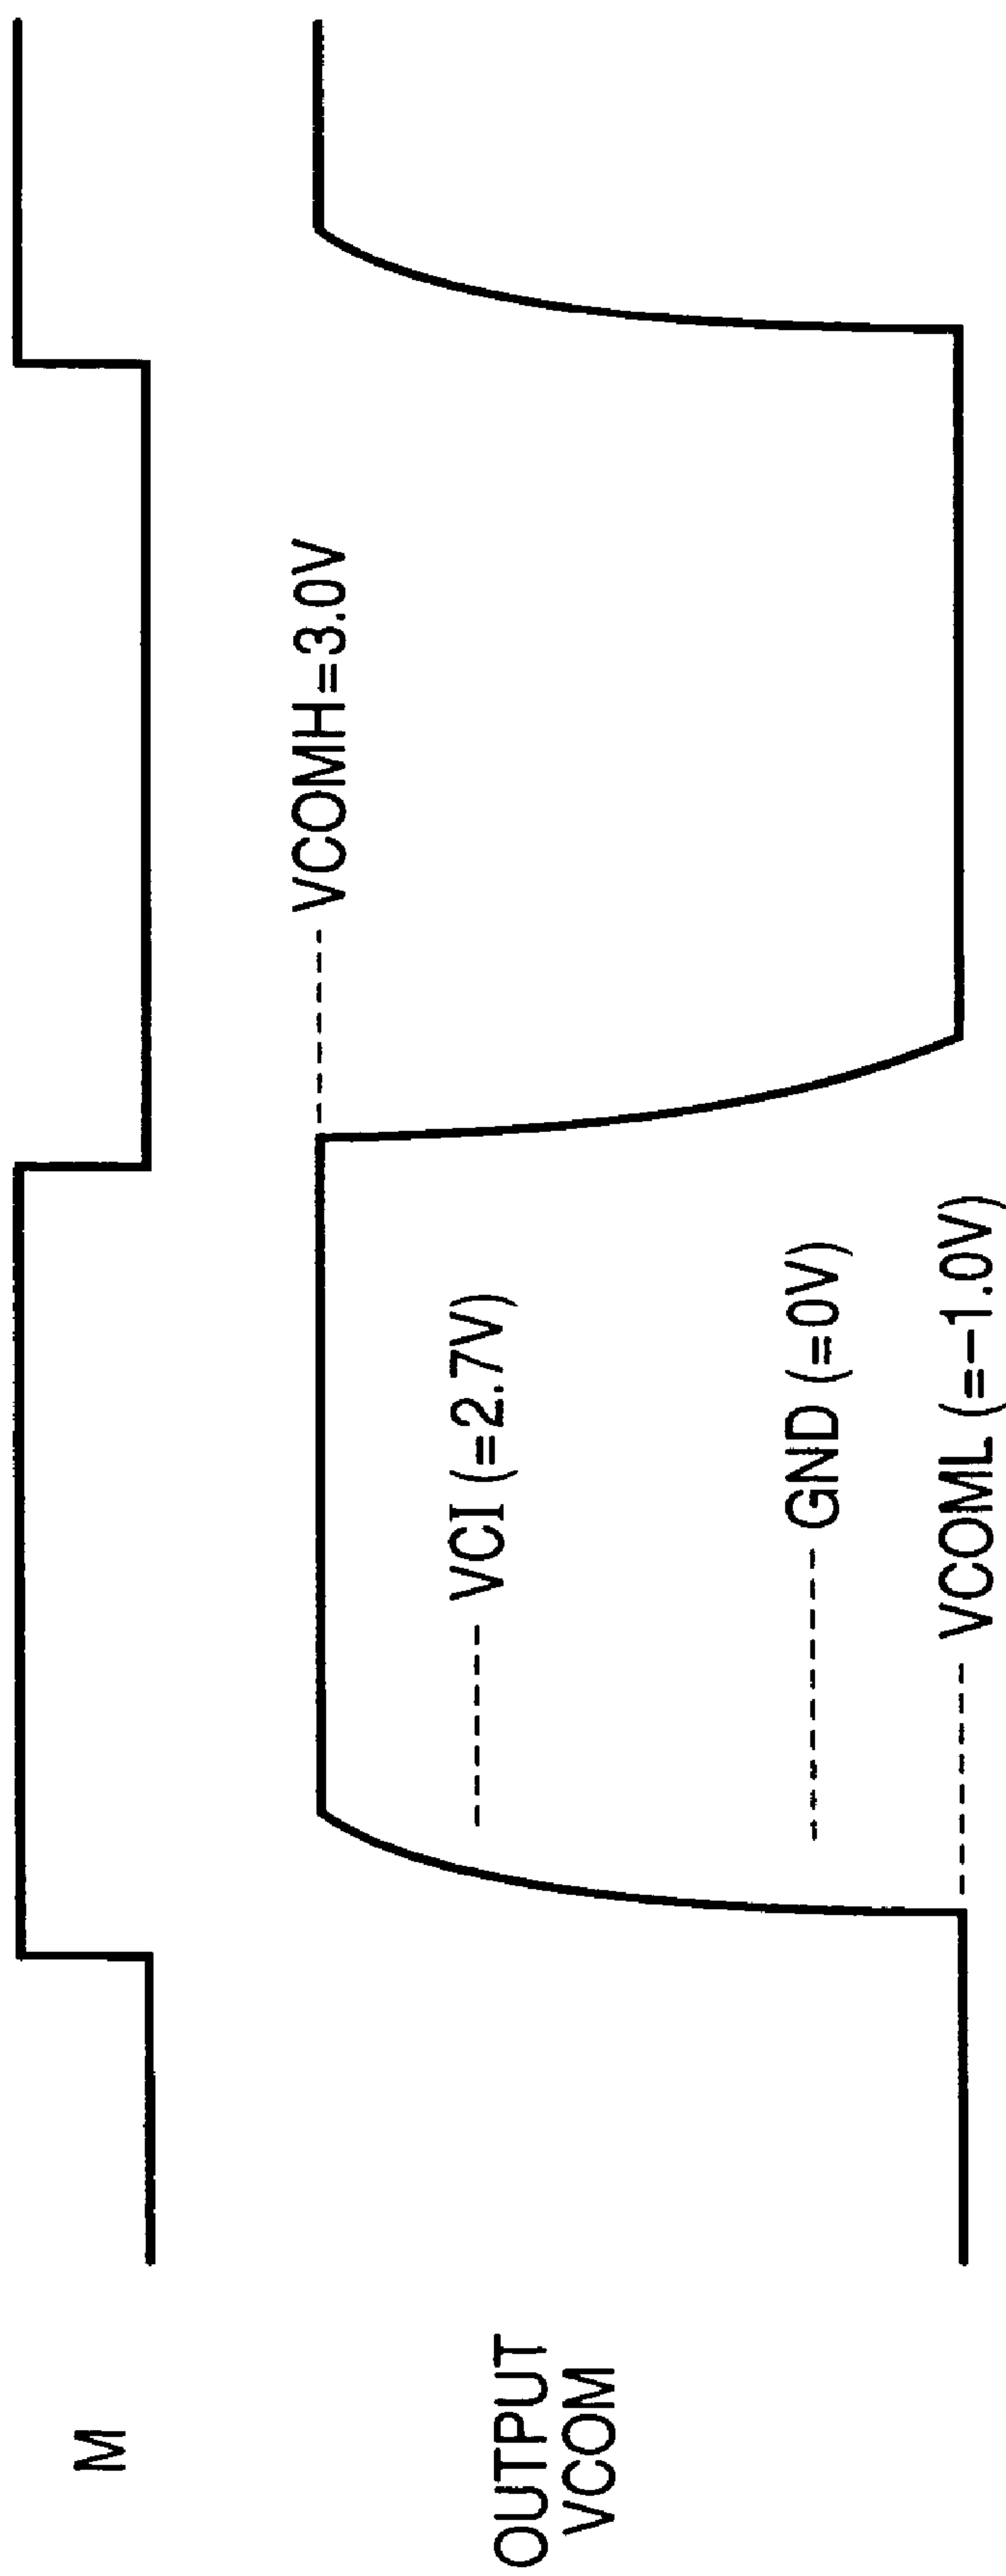 M
VCOMH=3.0V
VCI (=2.7V)
GND (=0V)
VCOML (=-1.0V)
OUTPUT
VCOM